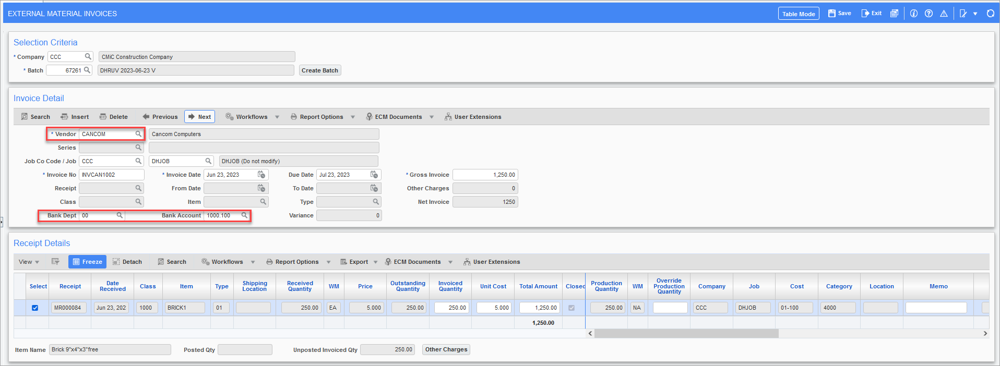 EXTERNAL MATERIAL INVOICES Table Mode Save Exit
Selection Criteria
* Company CCC CMiC Construction Company
* Batch 67261 DHRUV 2023-06-23 V Create Batch
Invoice Detail
Search Insert Delete Previous Next Workflows Report Options ECM Documents User Extensions
* Vendor CANCOM Cancom Computers
Series
Job Co Code / Job CCC DHJOB DHJOB (Do not modify)
* Invoice No INVCAN1002 * Invoice Date Jun 23, 2023 Due Date Jul 23, 2023 * Gross Invoice 1,250.00
Receipt From Date To Date Other Charges 0
Class Item Type Net Invoice 1250
Bank Dept 00 Bank Account 1000.100 Variance 0
Receipt Details
View Freeze Detach Search Workflows Report Options Export ECM Documents User Extensions
Select Receipt Date Received Class Item Type Shipping Location Received Quantity WM Price Outstanding Quantity Invoiced Quantity Unit Cost Total Amount Closed Production Quantity WM Override Production Quantity Company Job Cost Category Location Memo
MR000084 Jun 23, 202 1000 BRICK1 01 250.00 EA 5.000 250.00 250.00 5.000 1,250.00 250.00 NA CCC DHJOB 01-100 4000
1,250.00
Item Name Brick 9"x4"x3"free Posted Qty Unposted Invoiced Qty 250.00 Other Charges